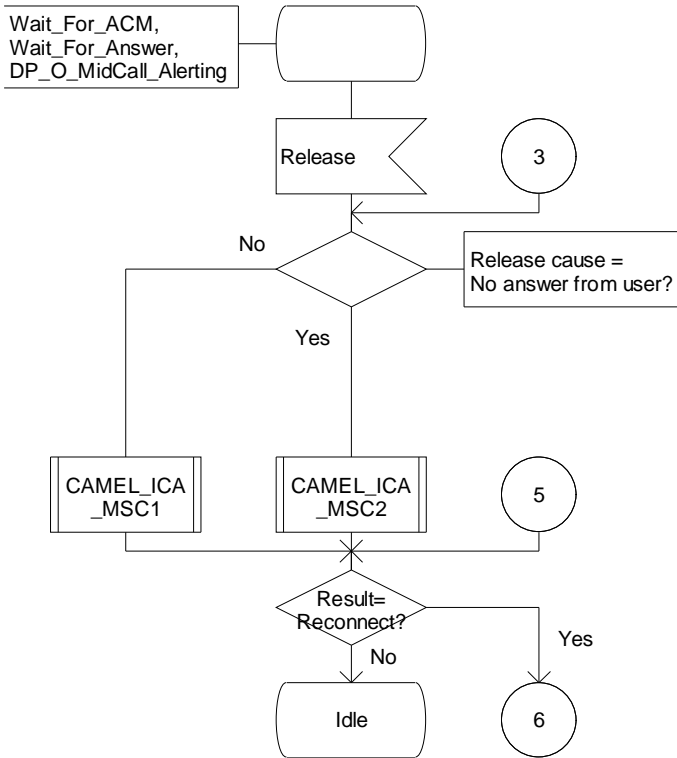 Wait_For_ACM,
Wait_For_Answer,
DP_O_MidCall_Alerting
Release
3
No
Release cause =
No answer from user?
Yes
CAMEL_ICA
_MSC1
CAMEL_ICA
_MSC2
5
Result=
Reconnect?
Yes
No
Idle
6